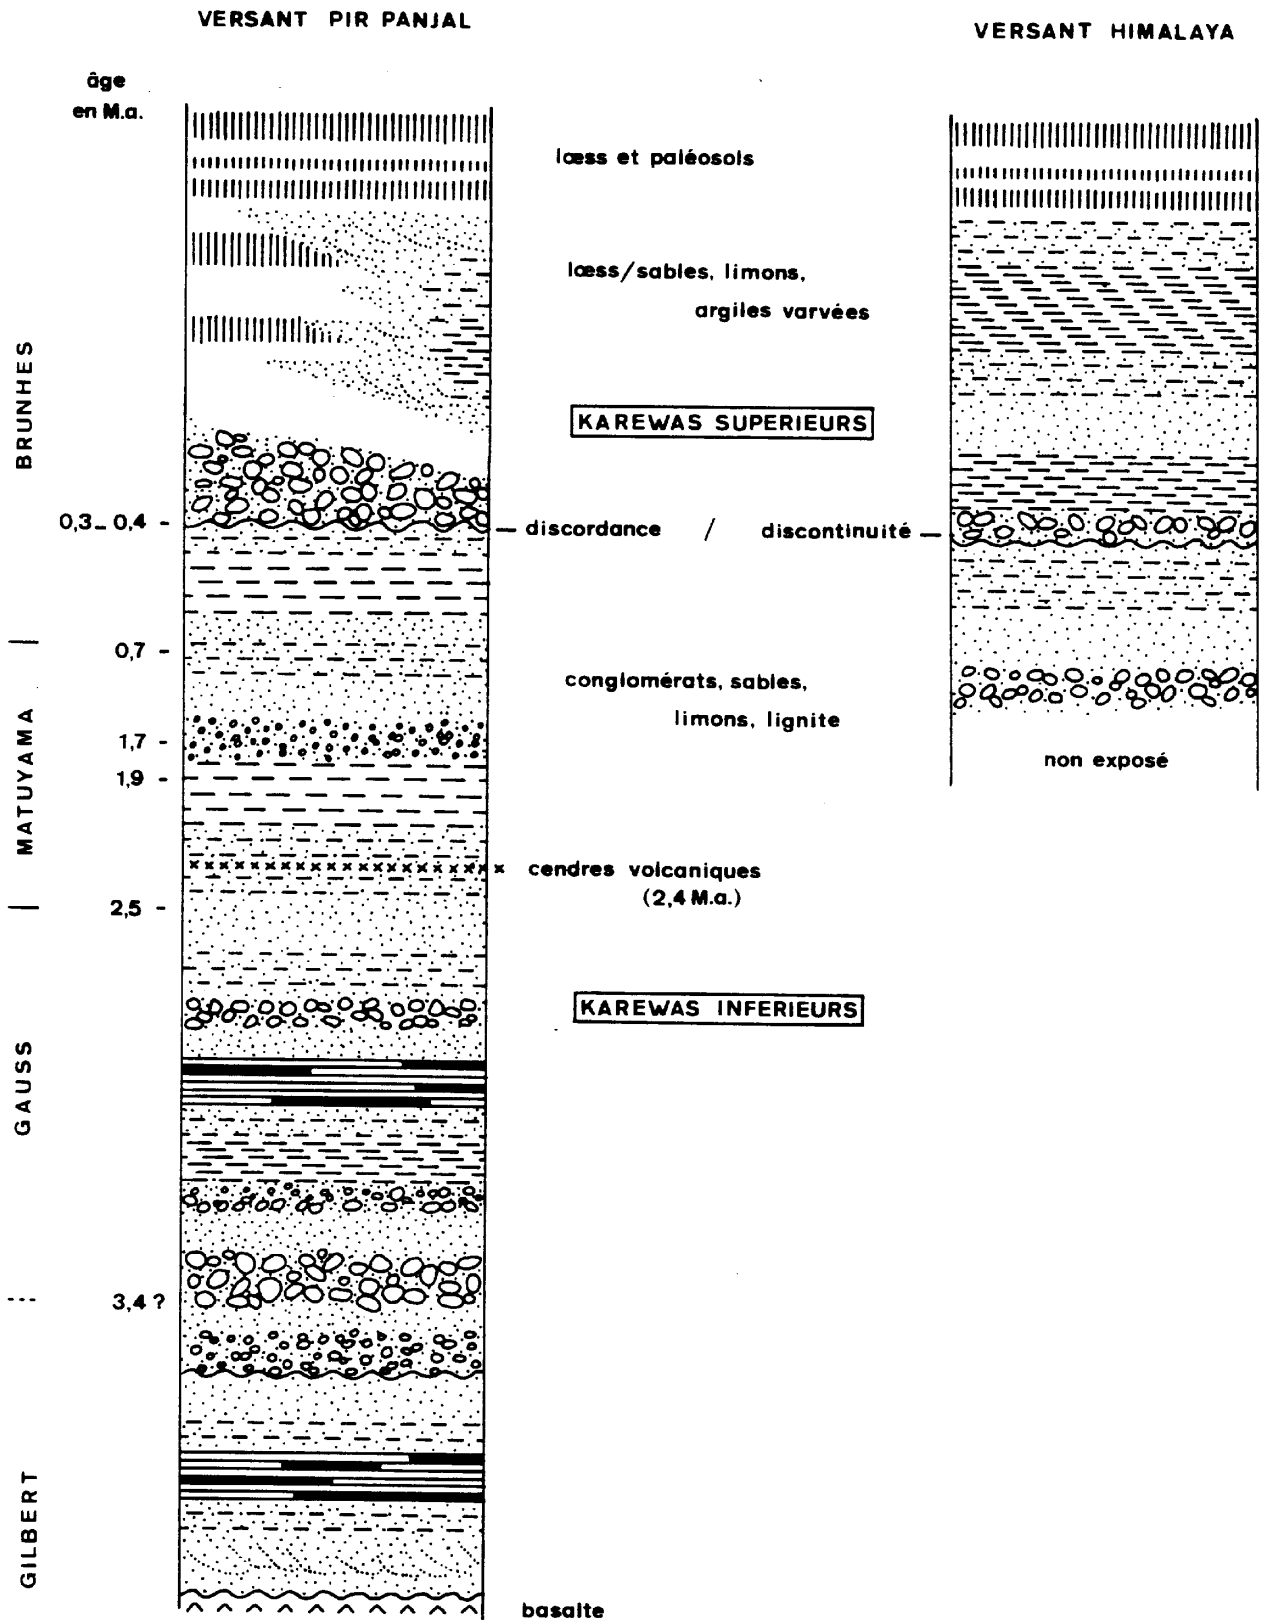 VERSANT PIR PANJAL
VERSANT HIMALAYA
âge
en M.a.
lœss et paléosols
lœss/sables, limons,
argiles varvées
BRUNHES
KAREWAS SUPERIEURS
0,3_ 0,4 -
discordance / discontinuité
0,7 -
conglomérats, sables,
limons, lignite
MATUYAMA
1,7 -
1,9 -
non exposé
cendres volcaniques
(2,4 M.a.)
2,5 -
KAREWAS INFERIEURS
GAUSS
3,4 ?
GILBERT
basalte